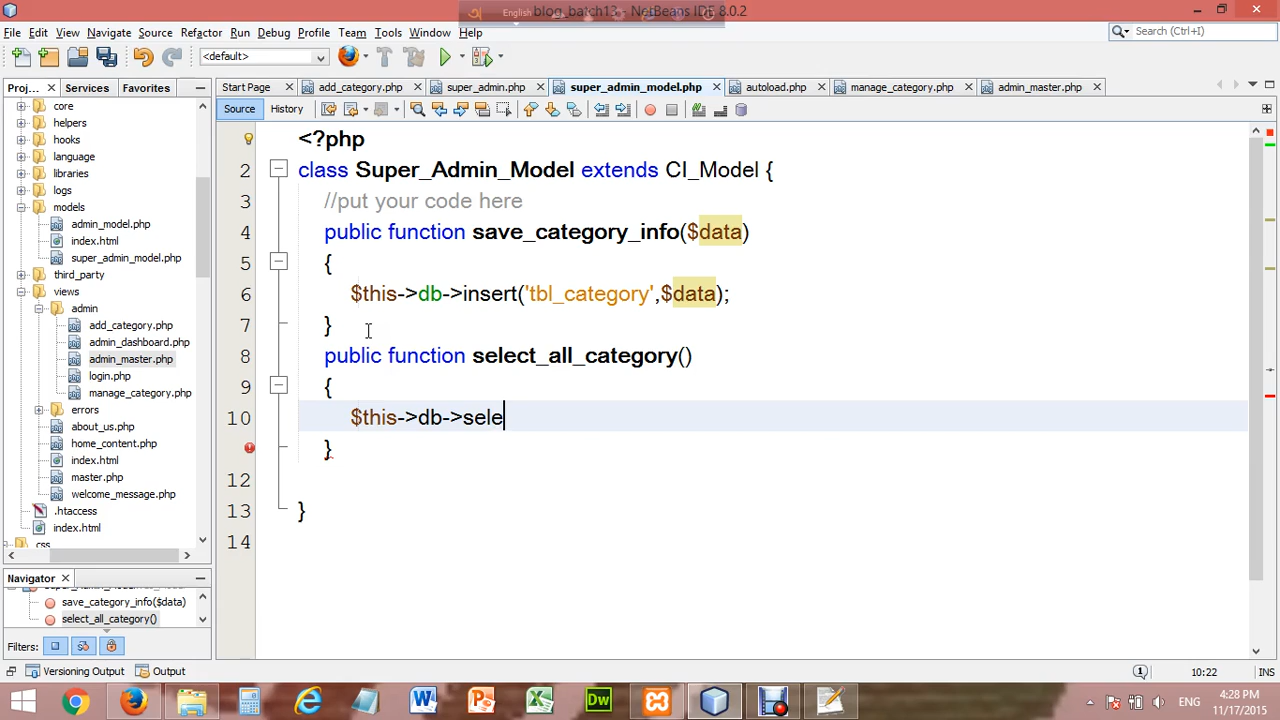 English
blog_batch13 - NetBeans IDE 8.0.2
File Edit View Navigate Source Refactor Run Debug Profile Team Tools Window Help
Search (Ctrl+I)
<default>
Proj... Services Favorites
Start Page add_category.php super_admin.php super_admin_model.php autoload.php manage_category.php admin_master.php
Source History
core
helpers
hooks
language
libraries
logs
models
admin_model.php
index.html
super_admin_model.php
third_party
views
admin
add_category.php
admin_dashboard.php
admin_master.php
login.php
manage_category.php
errors
about_us.php
home_content.php
index.html
master.php
welcome_message.php
.htaccess
index.html
css
<?php
2 class Super_Admin_Model extends CI_Model {
3 //put your code here
4 public function save_category_info($data)
5 {
6 $this->db->insert('tbl_category',$data);
7 }
8 public function select_all_category()
9 {
10 $this->db->sele
}
12
13 }
14
Navigator
save_category_info($data)
select_all_category()
Filters:
Versioning Output Output
1
10:22 INS
ENG
4:28 PM
11/17/2015